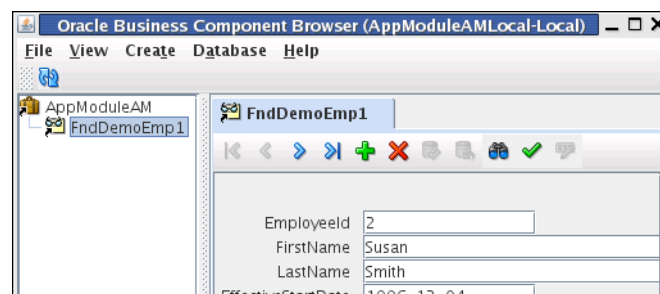 Oracle Business Component Browser (AppModuleAMLocal-Local)
File View Create Database Help
AppModuleAM
FndDemoEmp1
FndDemoEmp1
EmployeeId 2
FirstName Susan
LastName Smith